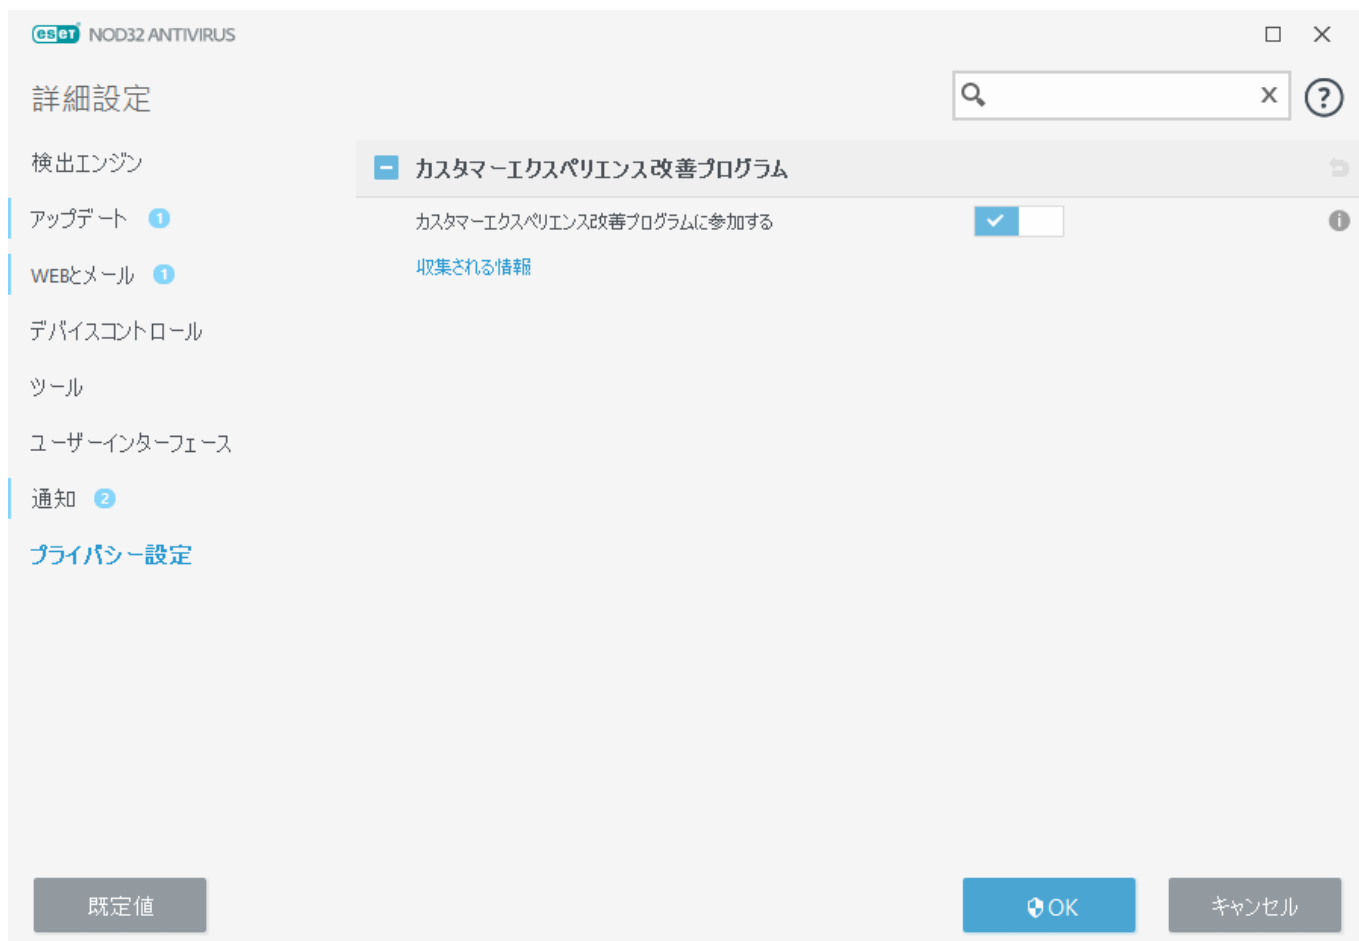 eset NOD32 ANTIVIRUS
詳細設定
検出エンジン
アップデート 1
WEBとメール 1
デバイスコントロール
ツール
ユーザーインターフェース
通知 2
プライバシー設定
カスタマーエクスペリエンス改善プログラム
カスタマーエクスペリエンス改善プログラムに参加する
収集される情報
既定値
OK
キャンセル